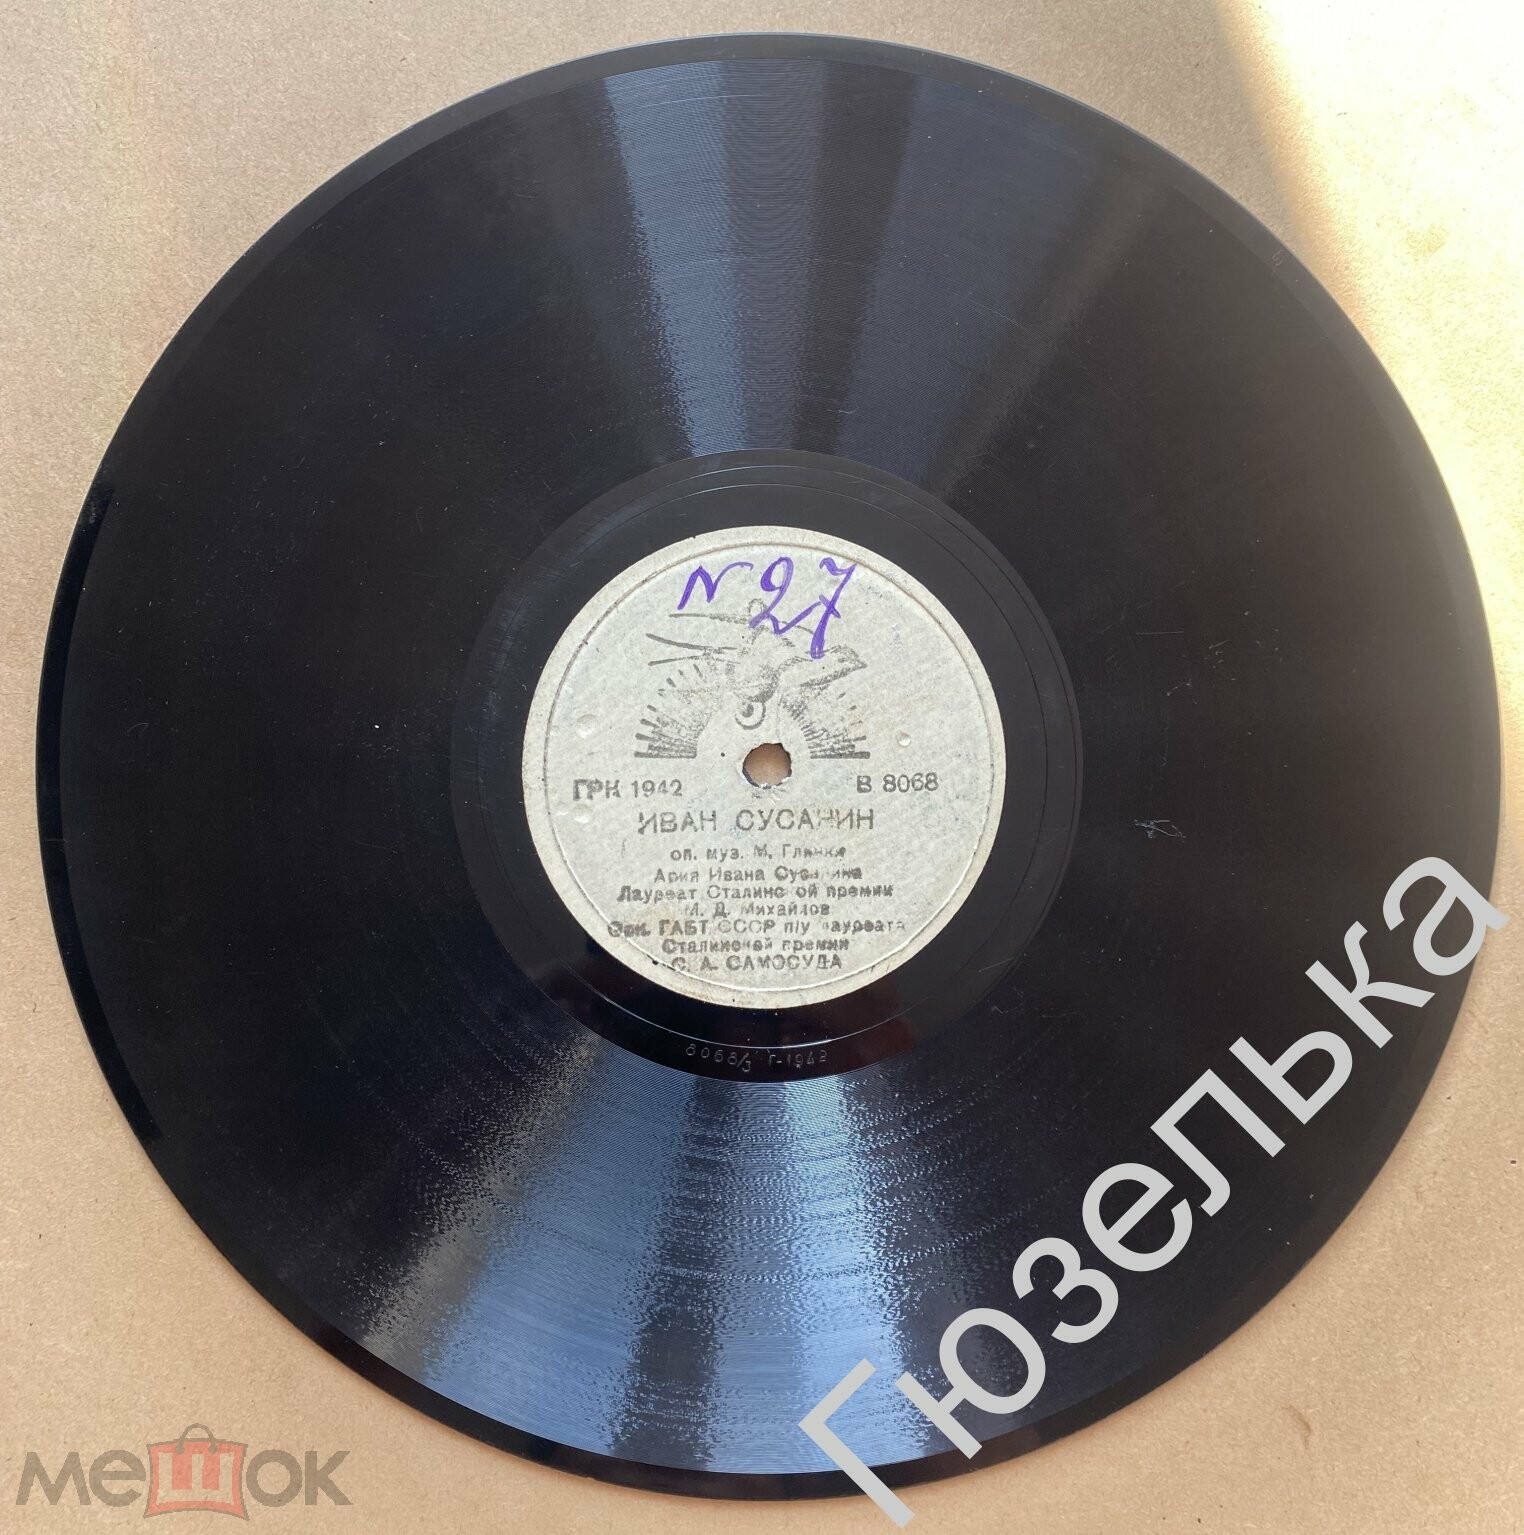 N 27
ГРК 1942 В 8068
ИВАН СУСАНИН
оп. муз. М. Глинки
Ария Ивана Сусанина
Лауреат Сталинской премии
М. Д. Михайлов
Орк. ГАБТ СССР п/у лауреата
Сталинской премии
С. А. САМОСУДА
8068/3 Г-1942
Гюзелька
мешок